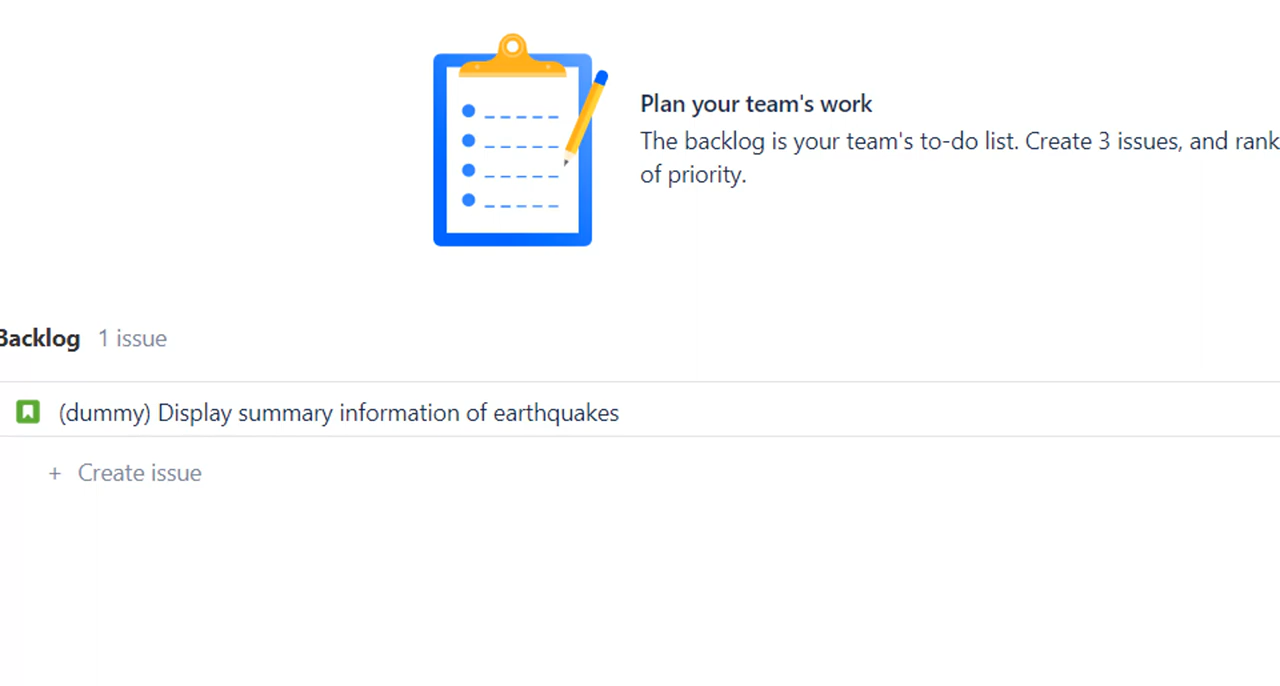 Plan your team's work
The backlog is your team's to-do list. Create 3 issues, and rank
of priority.
Backlog 1 issue
(dummy) Display summary information of earthquakes
+ Create issue